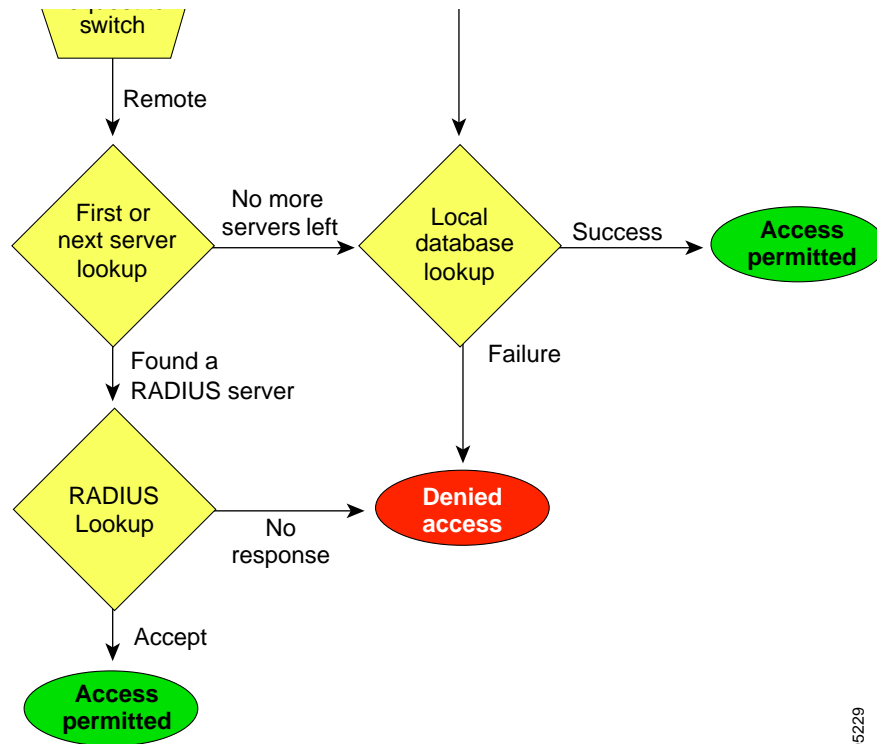 switch
Remote
First or
next server
lookup
No more
servers left
Local
database
lookup
Success
Access
permitted
Found a
RADIUS server
Failure
RADIUS
Lookup
No
response
Denied
access
Accept
Access
permitted
5229